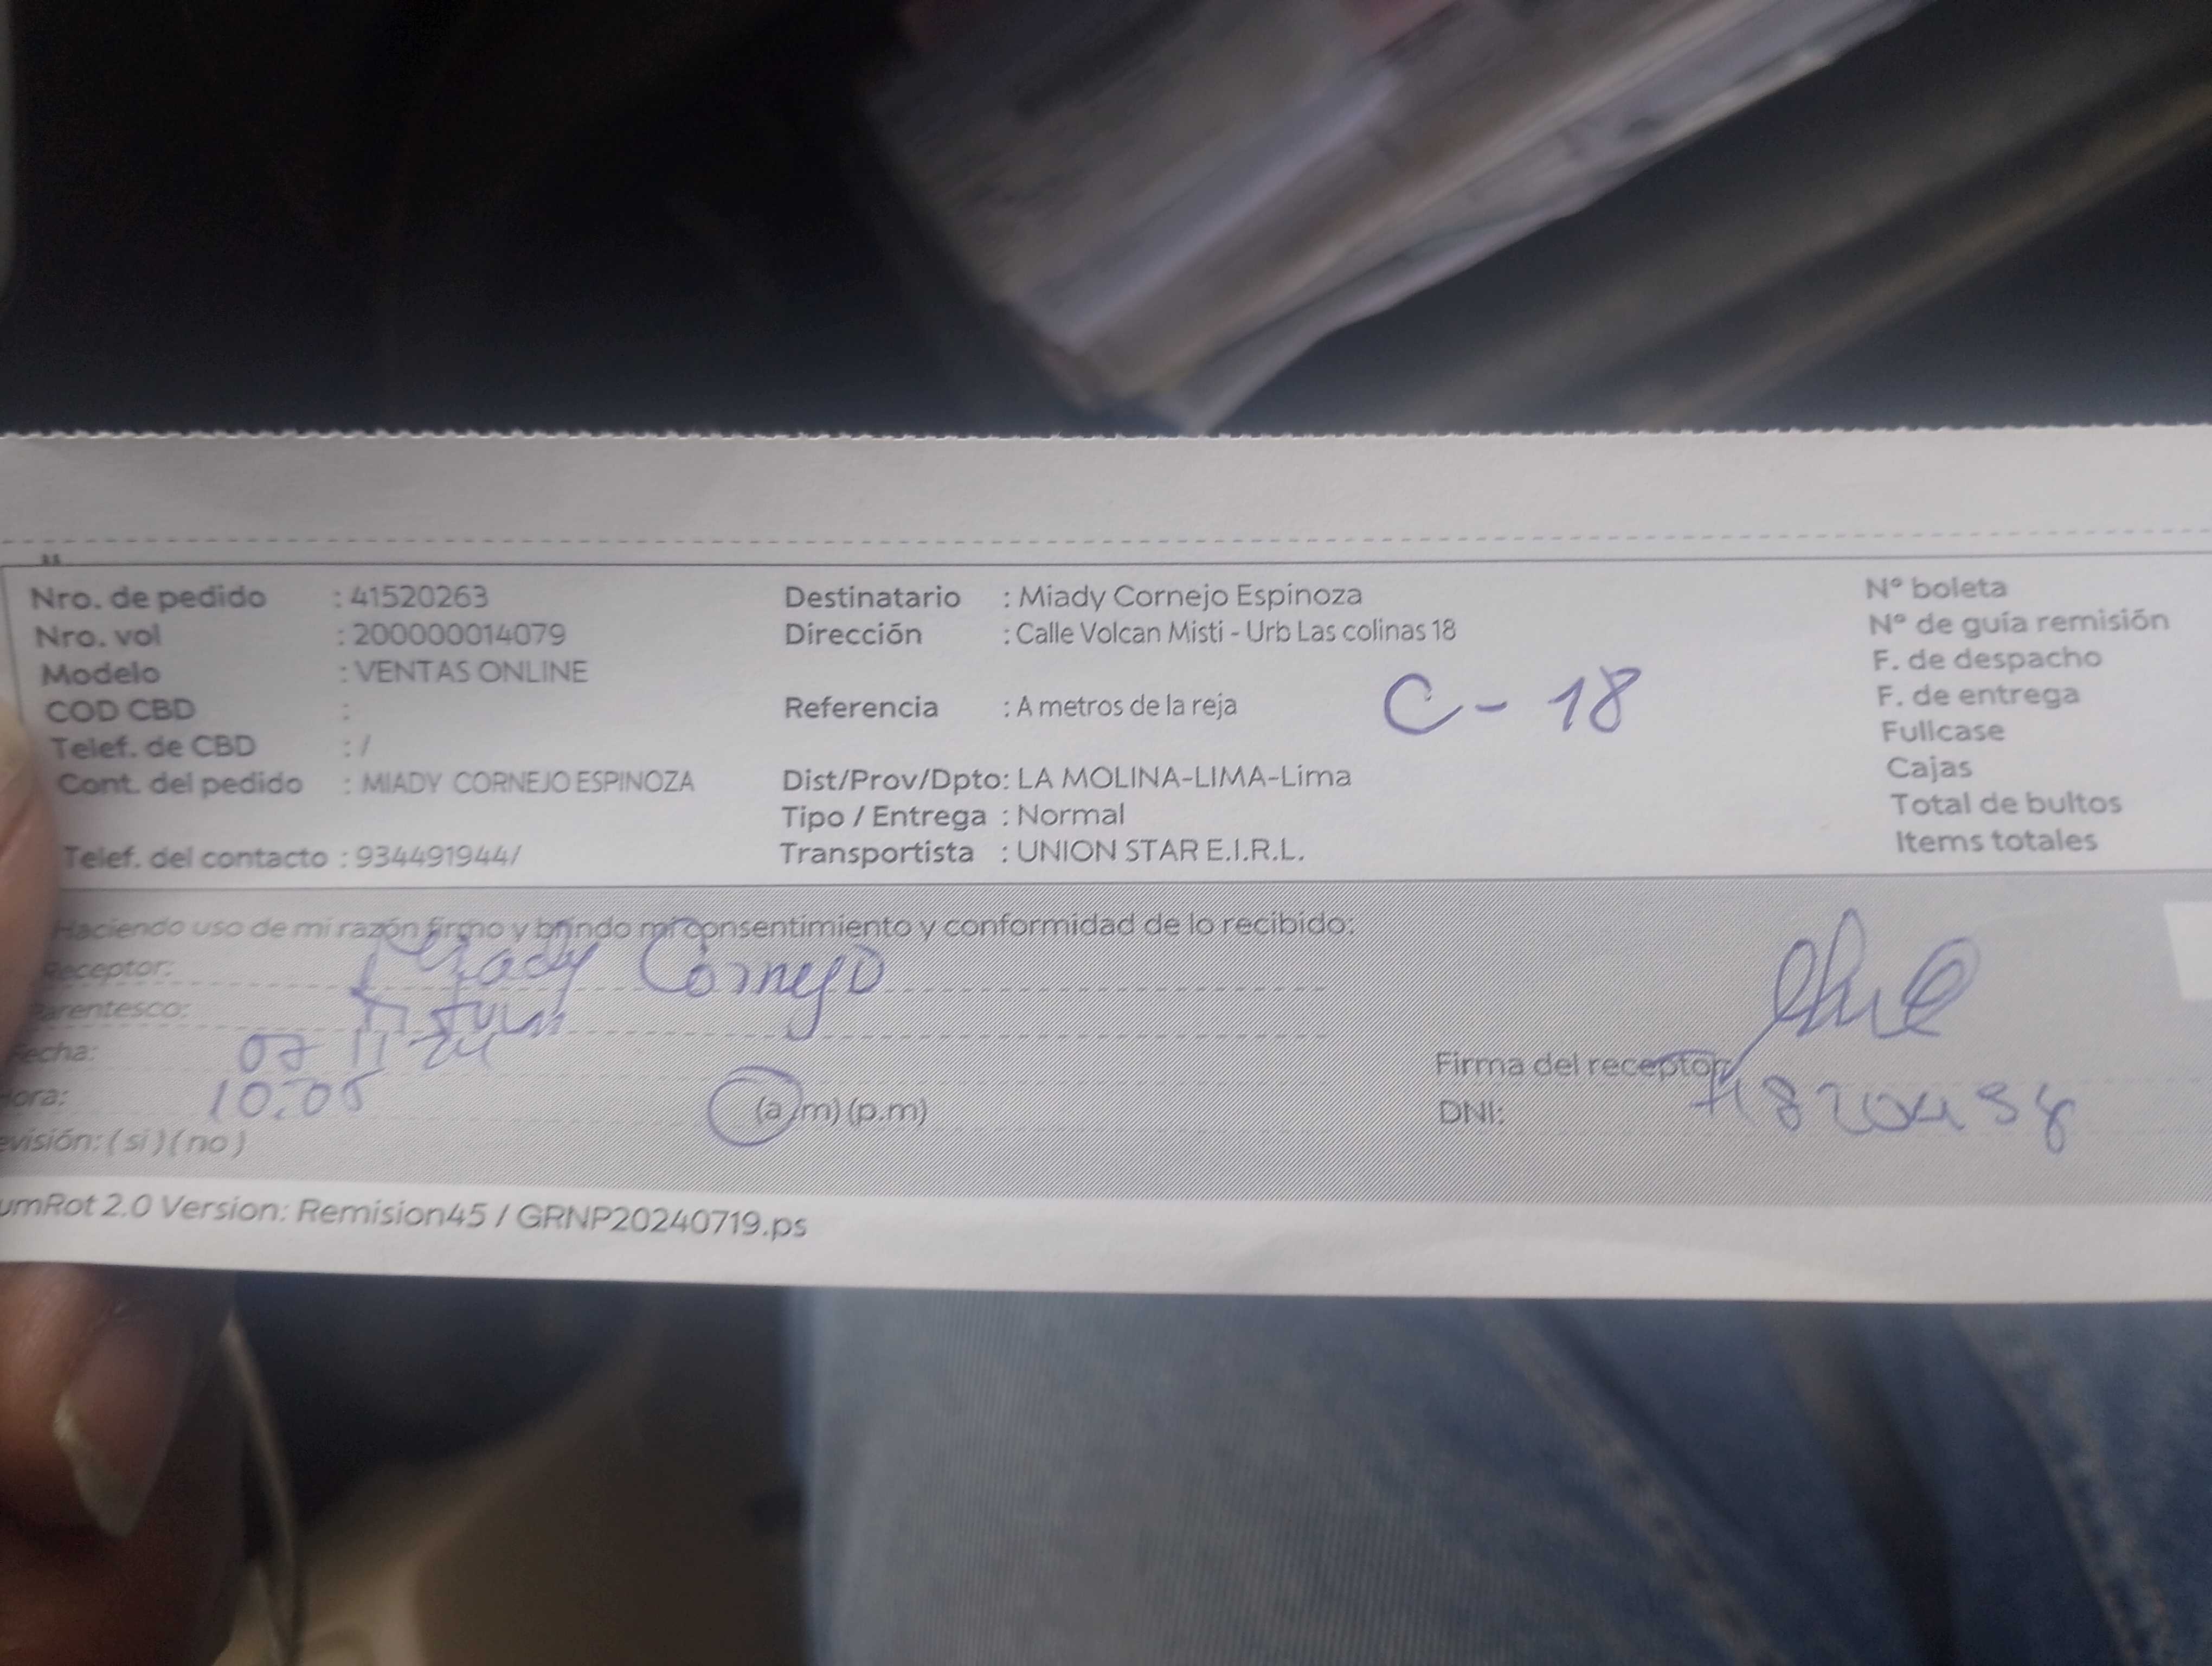 Nro. de pedido : 41520263
Nro. vol : 200000014079
Modelo : VENTAS ONLINE
COD CBD :
Telef. de CBD : /
Cont. del pedido : MIADY CORNEJO ESPINOZA
Telef. del contacto : 934491944/
Destinatario : Miady Cornejo Espinoza
Dirección : Calle Volcan Misti - Urb Las colinas 18
Referencia : A metros de la reja
C - 18
Dist/Prov/Dpto: LA MOLINA-LIMA-Lima
Tipo / Entrega : Normal
Transportista : UNION STAR E.I.R.L.
N° boleta
N° de guía remisión
F. de despacho
F. de entrega
Fullcase
Cajas
Total de bultos
Items totales
Haciendo uso de mi razón firmo y brindo mi consentimiento y conformidad de lo recibido:
Receptor: Miady Cornejo
Parentesco:
Fecha: 11 24
Hora: 10:05 (a.m) (p.m)
evisión: ( si ) ( no )
Firma del receptor
DNI:
umRot 2.0 Version: Remision45 / GRNP20240719.ps